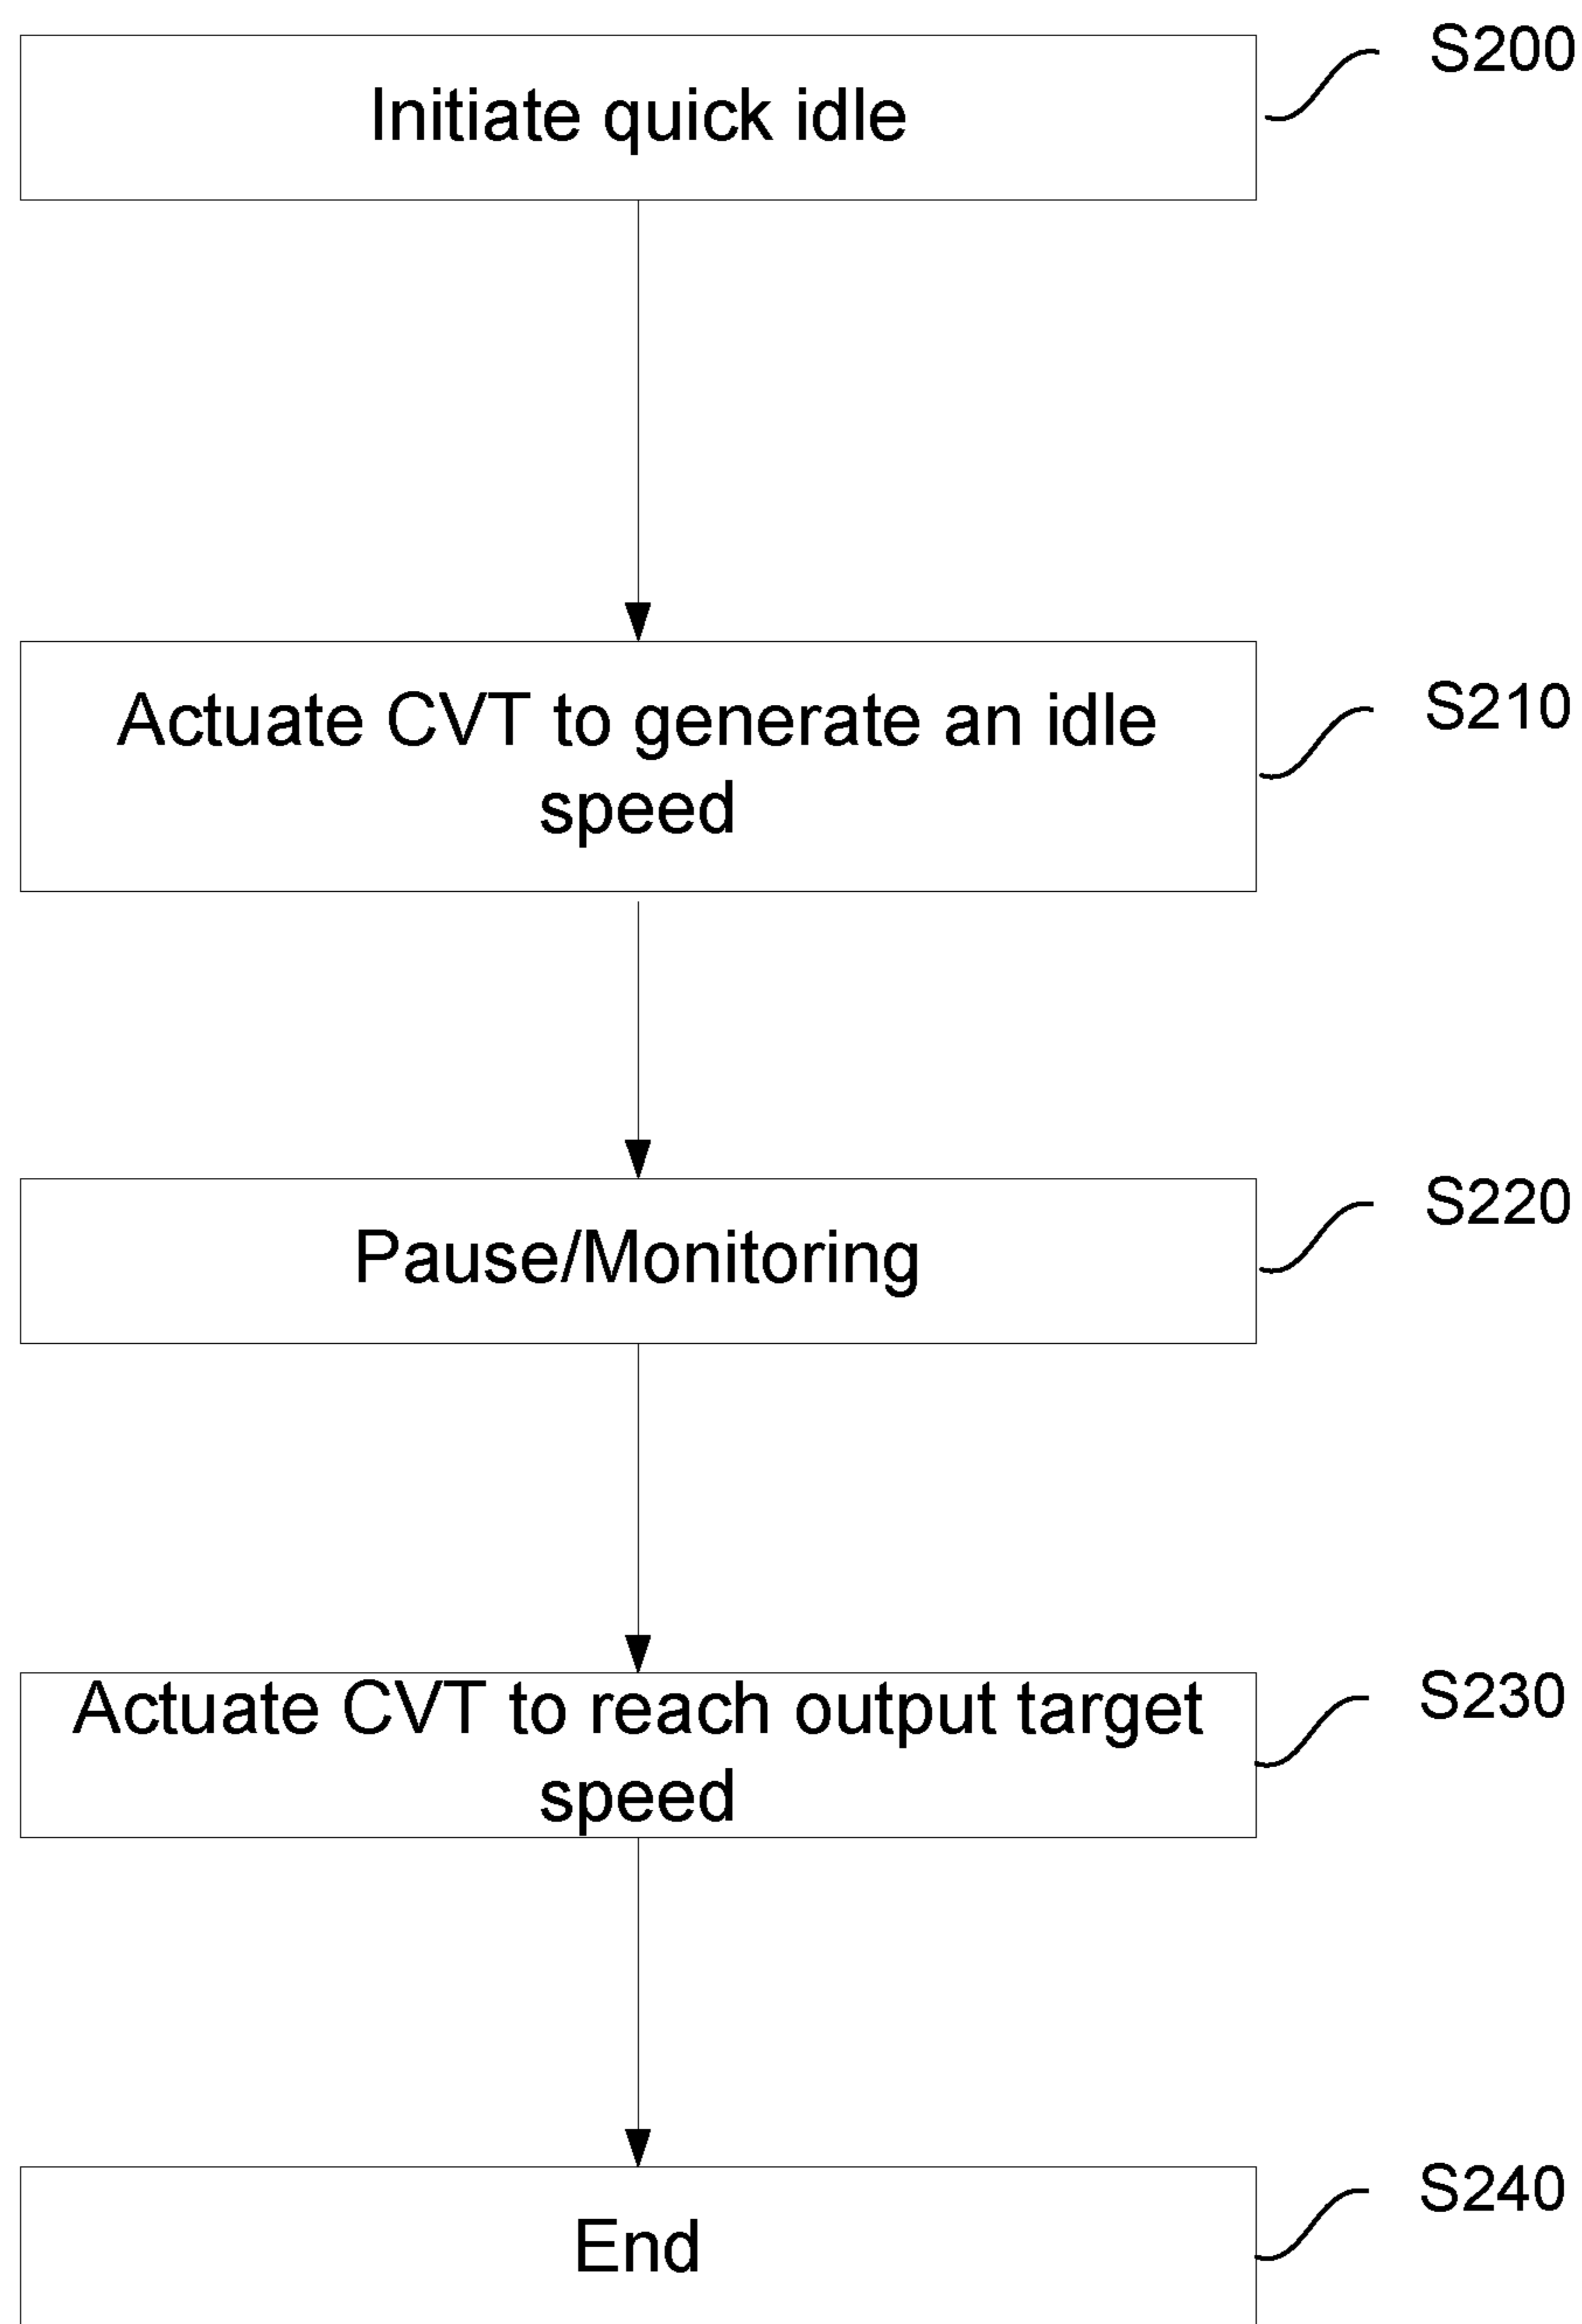 Initiate quick idle
S200
Actuate CVT to generate an idle
speed
S210
Pause/Monitoring
S220
Actuate CVT to reach output target
speed
S230
End
S240